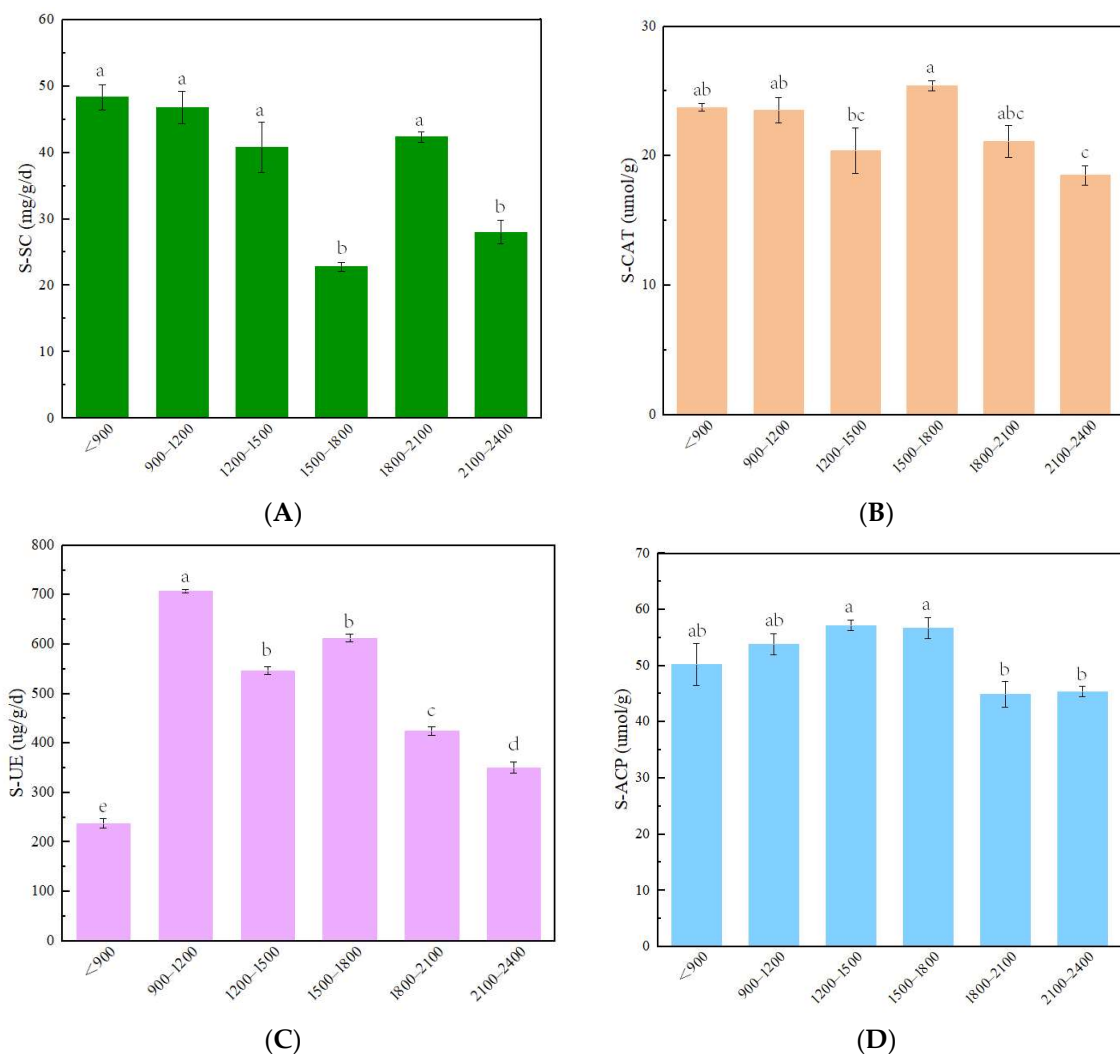 60
50
40
30
20
10
0
S-SC (mg/g/d)
a
a
a
b
a
b
<900
900–1200
1200–1500
1500–1800
1800–2100
2100–2400
(A)
30
20
10
0
S-CAT (umol/g)
ab
ab
bc
a
abc
c
<900
900–1200
1200–1500
1500–1800
1800–2100
2100–2400
(B)
800
700
600
500
400
300
200
100
0
S-UE (ug/g/d)
e
a
b
b
c
d
<900
900–1200
1200–1500
1500–1800
1800–2100
2100–2400
(C)
70
60
50
40
30
20
10
0
S-ACP (umol/g)
ab
ab
a
a
b
b
<900
900–1200
1200–1500
1500–1800
1800–2100
2100–2400
(D)